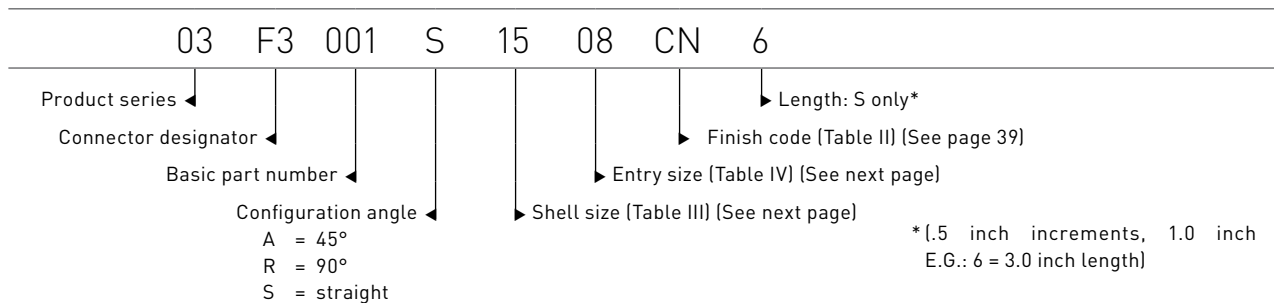 03 F3 001 S 15 08 CN 6
Product series
Length: S only*
Connector designator
Finish code (Table II) (See page 39)
Basic part number
Entry size (Table IV) (See next page)
Configuration angle
Shell size (Table III) (See next page)
A = 45°
R = 90°
S = straight
*(.5 inch increments, 1.0 inch
E.G.: 6 = 3.0 inch length)